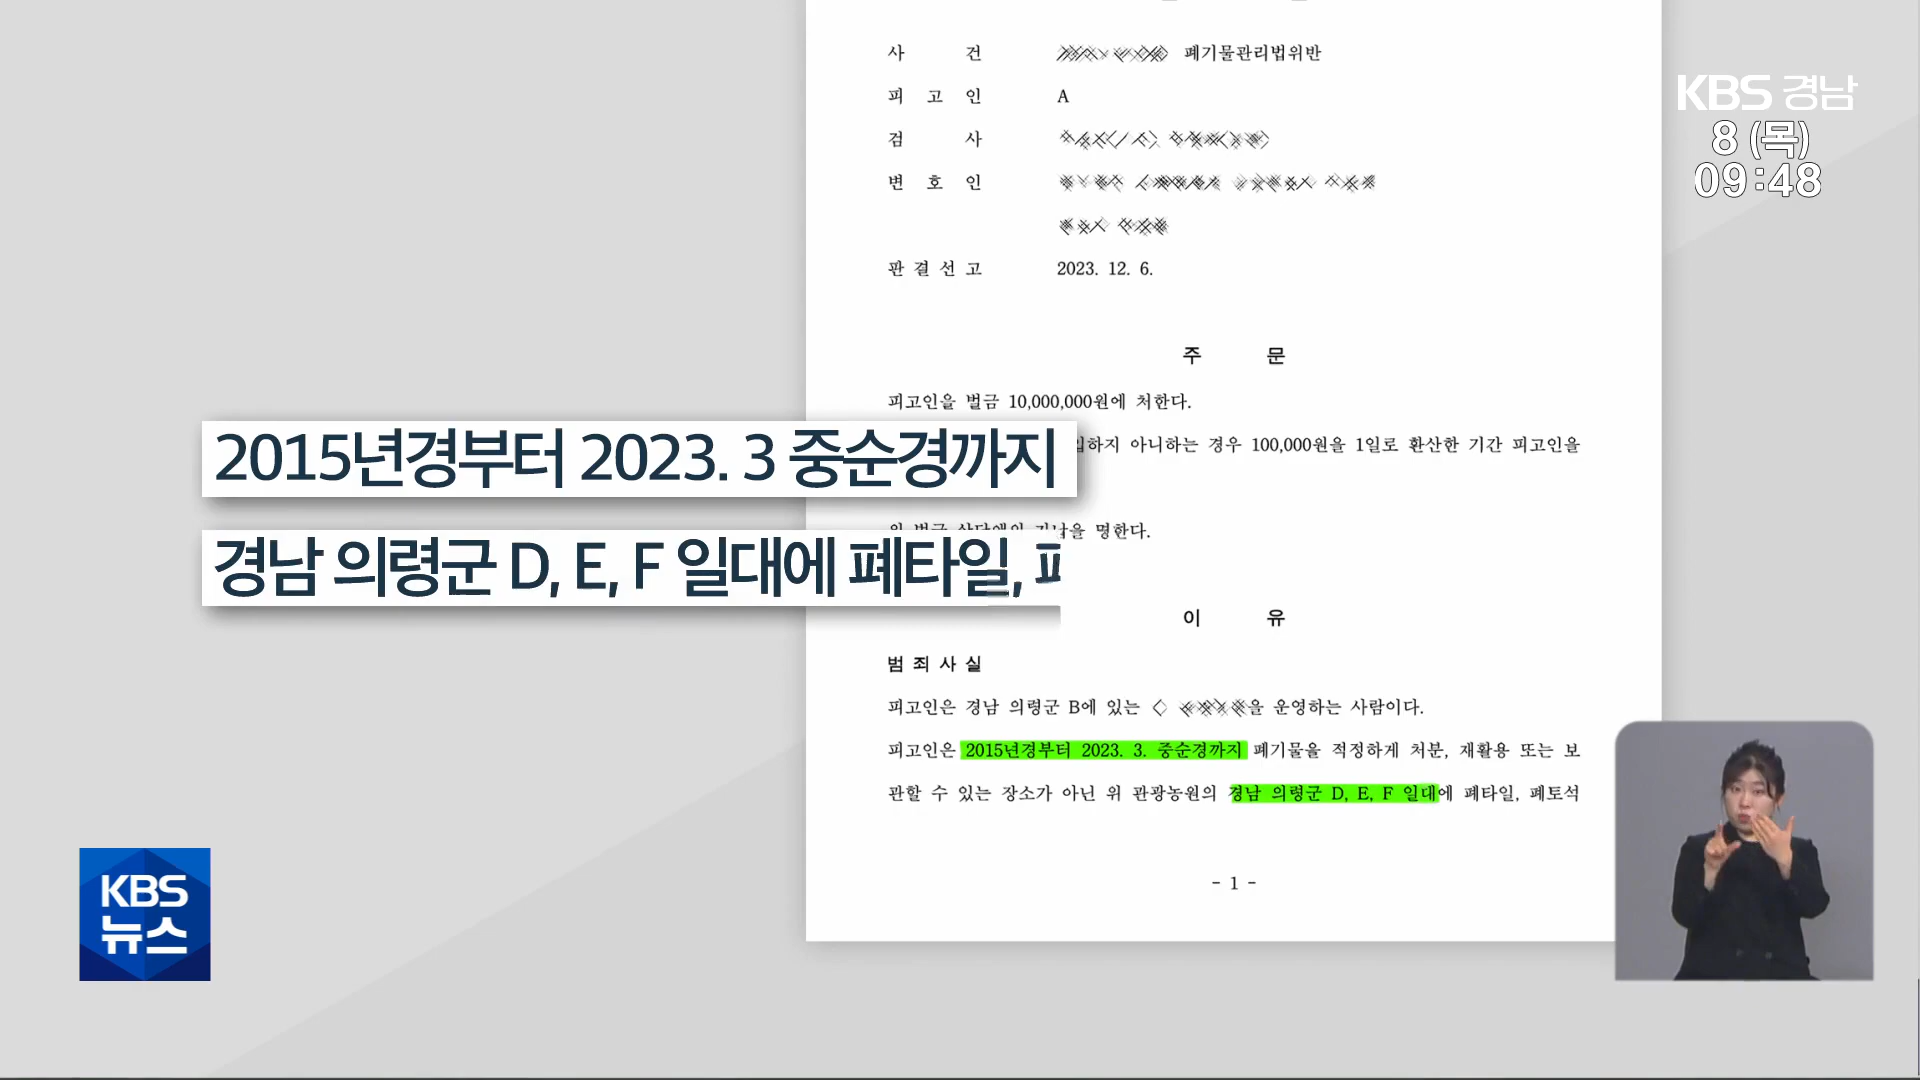 KBS 경남
8 (목)
09:48
사 건 폐기물관리법위반
피 고 인 A
검 사
변 호 인
판 결 선 고 2023. 12. 6.
주 문
피고인을 벌금 10,000,000원에 처한다.
하지 아니하는 경우 100,000원을 1일로 환산한 기간 피고인을
2015년경부터 2023. 3 중순경까지
명한다.
경남 의령군 D, E, F 일대에 폐타일,
이 유
범 죄 사 실
피고인은 경남 의령군 B에 있는 을 운영하는 사람이다.
피고인은 2015년경부터 2023. 3. 중순경까지 폐기물을 적정하게 처분, 재활용 또는 보
관할 수 있는 장소가 아닌 위 관광농원의 경남 의령군 D, E, F 일대에 폐타일, 폐토석
- 1 -
KBS
뉴스